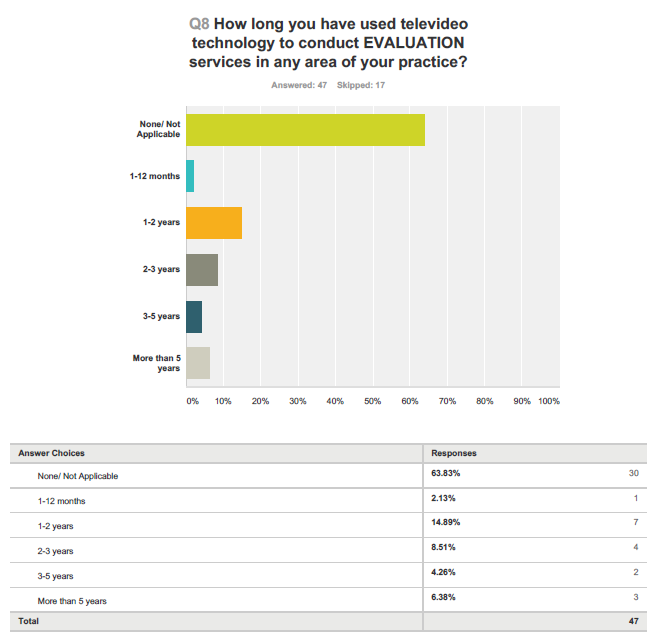 Q8 How long you have used televideo
technology to conduct EVALUATION
services in any area of your practice?
Answered: 47 Skipped: 17
None/ Not
Applicable
1-12 months
1-2 years
2-3 years
3-5 years
More than 5
years
0% 10% 20% 30% 40% 50% 60% 70% 80% 90% 100%
Answer Choices Responses
None/ Not Applicable 63.83% 30
1-12 months 2.13% 1
1-2 years 14.89% 7
2-3 years 8.51% 4
3-5 years 4.26% 2
More than 5 years 6.38% 3
Total 47